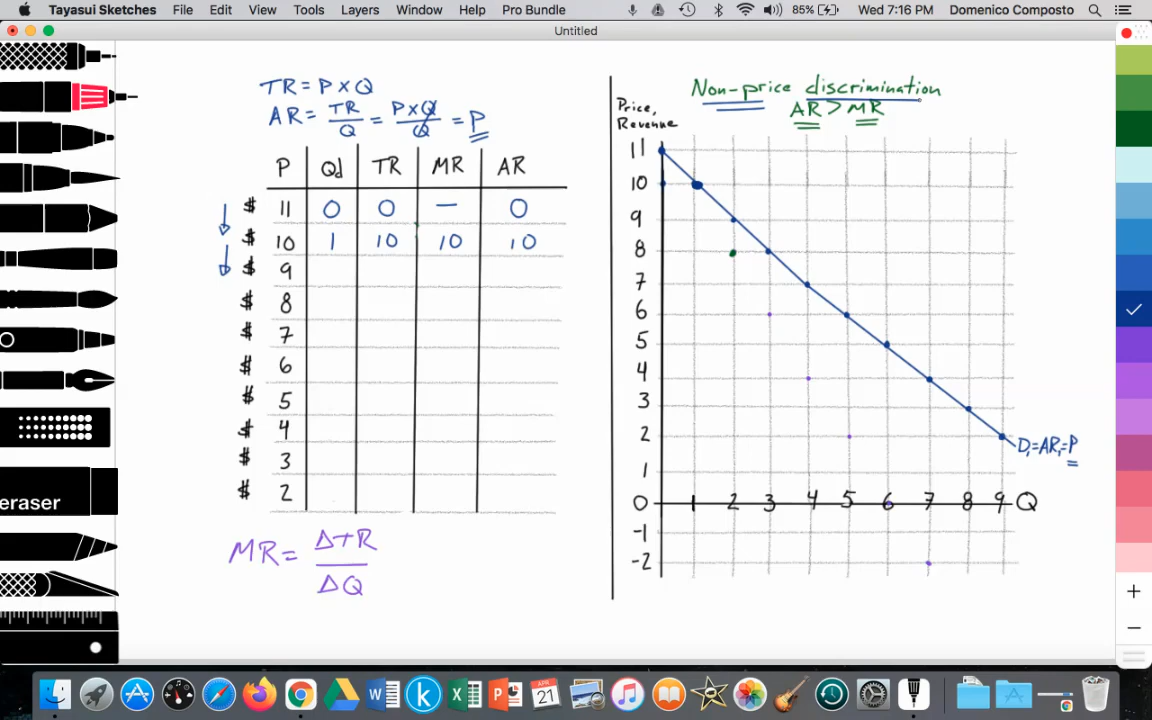 Tayasui Sketches File Edit View Tools Layers Window Help Pro Bundle 85% Wed 7:16 PM Domenico Composto
Untitled
TR = P x Q
AR = TR/Q = P x Q/Q = P
P Qd TR MR AR
$ 11 0 0 — 0
$ 10 1 10 10 10
$ 9
$ 8
$ 7
$ 6
$ 5
$ 4
$ 3
$ 2
MR = ΔTR/ΔQ
Non-price discrimination
AR > MR
Price,
Revenue
11
10
9
8
7
6
5
4
3
2
1
0 1 2 3 4 5 6 7 8 9 Q
-1
-2
D₁=AR₁=P
eraser
W k X P
APR
21